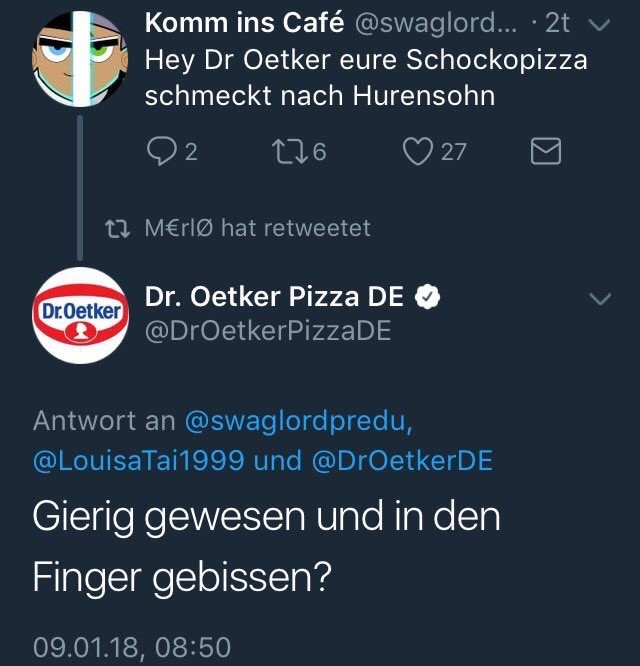 Komm ins Café @swaglord... · 2t
Hey Dr Oetker eure Schockopizza
schmeckt nach Hurensohn
2 6 27
M€rlØ hat retweetet
Dr.Oetker
Dr. Oetker Pizza DE
@DrOetkerPizzaDE
Antwort an @swaglordpredu,
@LouisaTai1999 und @DrOetkerDE
Gierig gewesen und in den
Finger gebissen?
09.01.18, 08:50